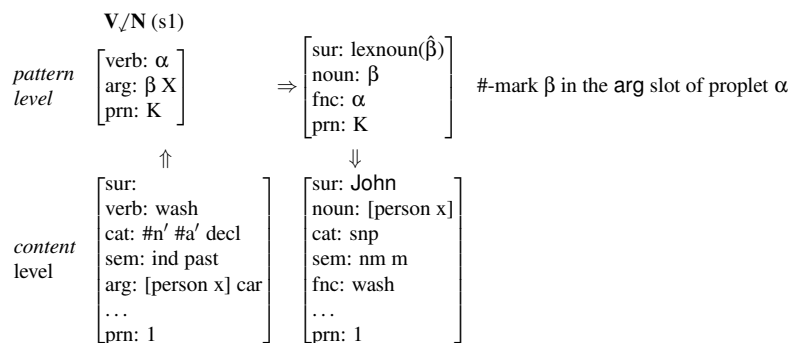 V↙/N (s1)
pattern level
[verb: α
arg: β X
prn: K]
⇒
[sur: lexnoun(β̂)
noun: β
fnc: α
prn: K]
#-mark β in the arg slot of proplet α
⇑ ⇓
content level
[sur:
verb: wash
cat: #n′ #a′ decl
sem: ind past
arg: [person x] car
...
prn: 1]
[sur: John
noun: [person x]
cat: snp
sem: nm m
fnc: wash
...
prn: 1]